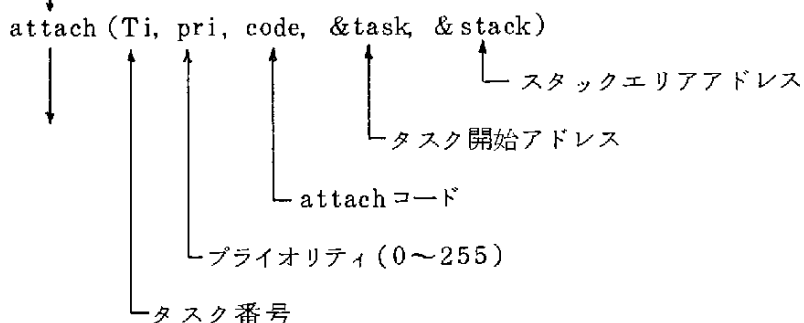 attach (Ti, pri, code, &task, &stack)
スタックエリアアドレス
タスク開始アドレス
attachコード
プライオリティ(0〜255)
タスク番号